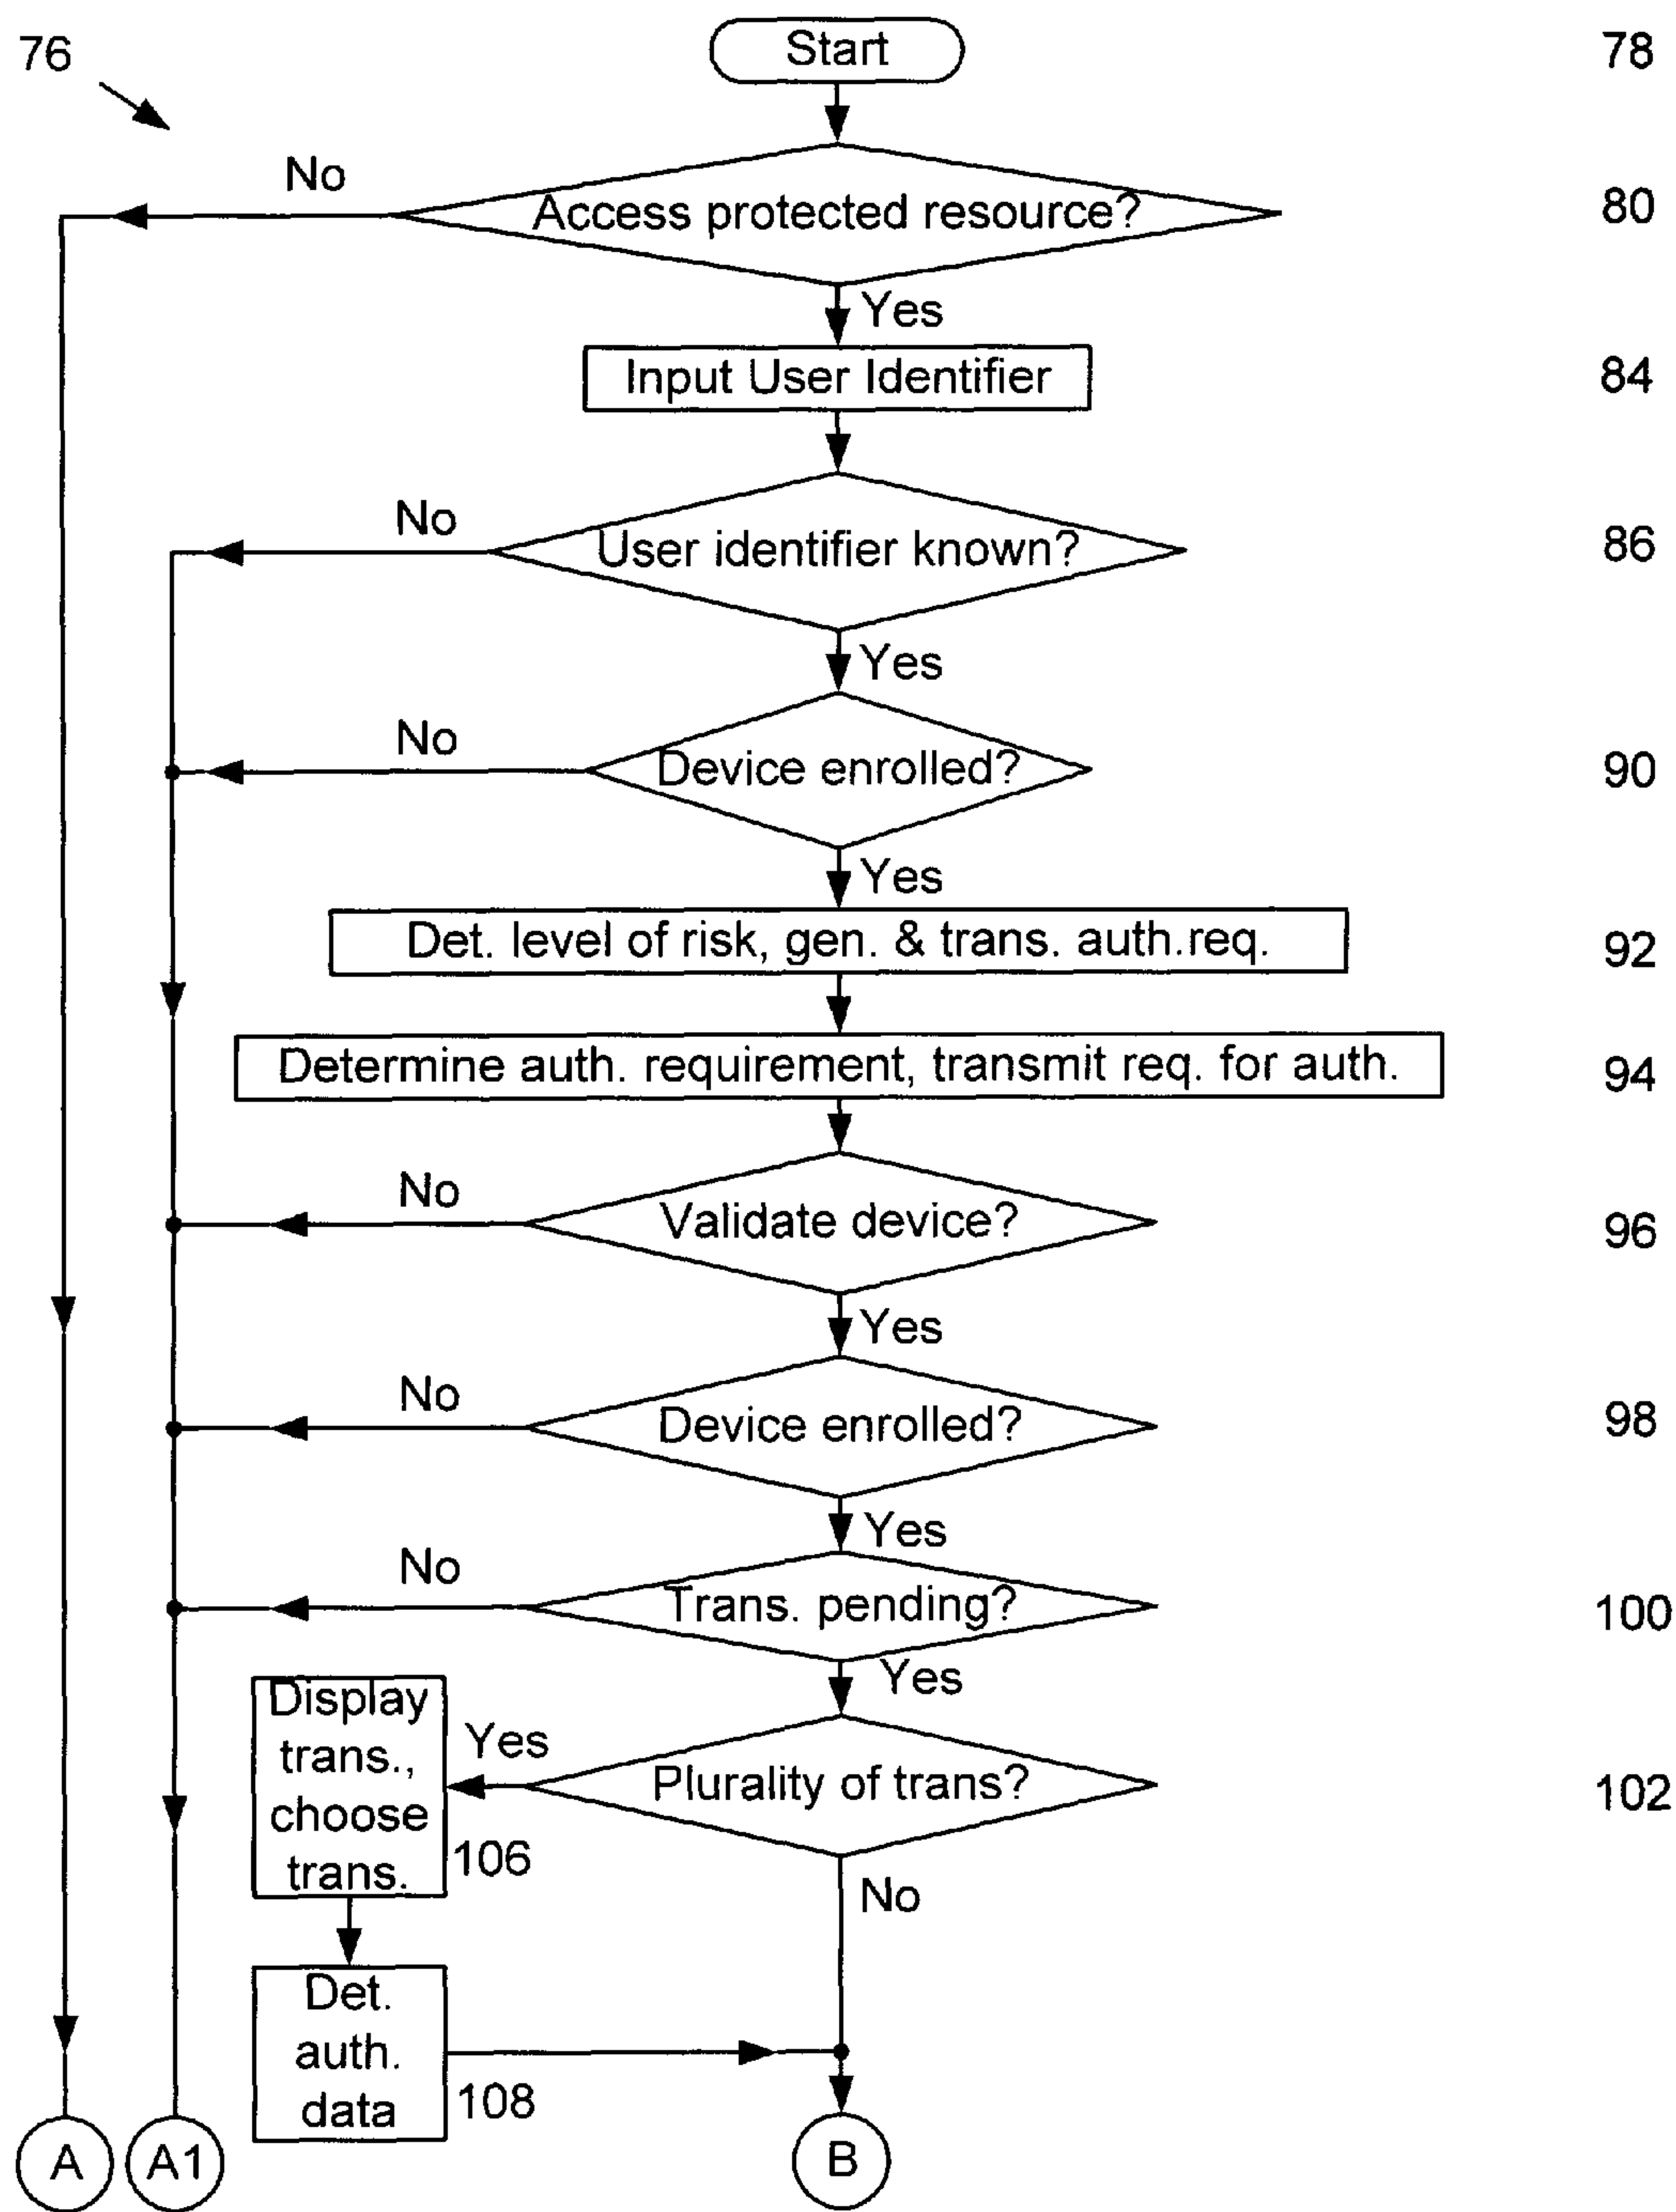 76
Start
78
No
Access protected resource?
80
Yes
Input User Identifier
84
No
User identifier known?
86
Yes
No
Device enrolled?
90
Yes
Det. level of risk, gen. & trans. auth.req.
92
Determine auth. requirement, transmit req. for auth.
94
No
Validate device?
96
Yes
No
Device enrolled?
98
Yes
No
Trans. pending?
100
Yes
Display
trans.,
choose
trans.
106
Yes
Plurality of trans?
102
No
Det.
auth.
data
108
A
A1
B